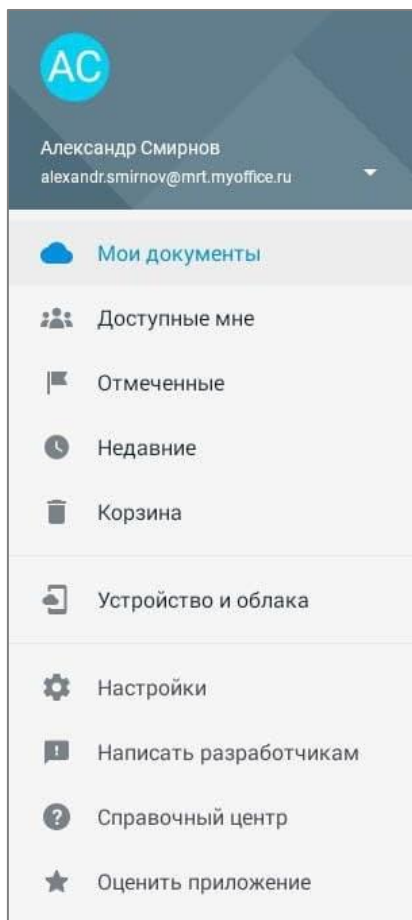 АС
Александр Смирнов
alexandr.smirnov@mrt.myoffice.ru
Мои документы
Доступные мне
Отмеченные
Недавние
Корзина
Устройство и облака
Настройки
Написать разработчикам
Справочный центр
Оценить приложение